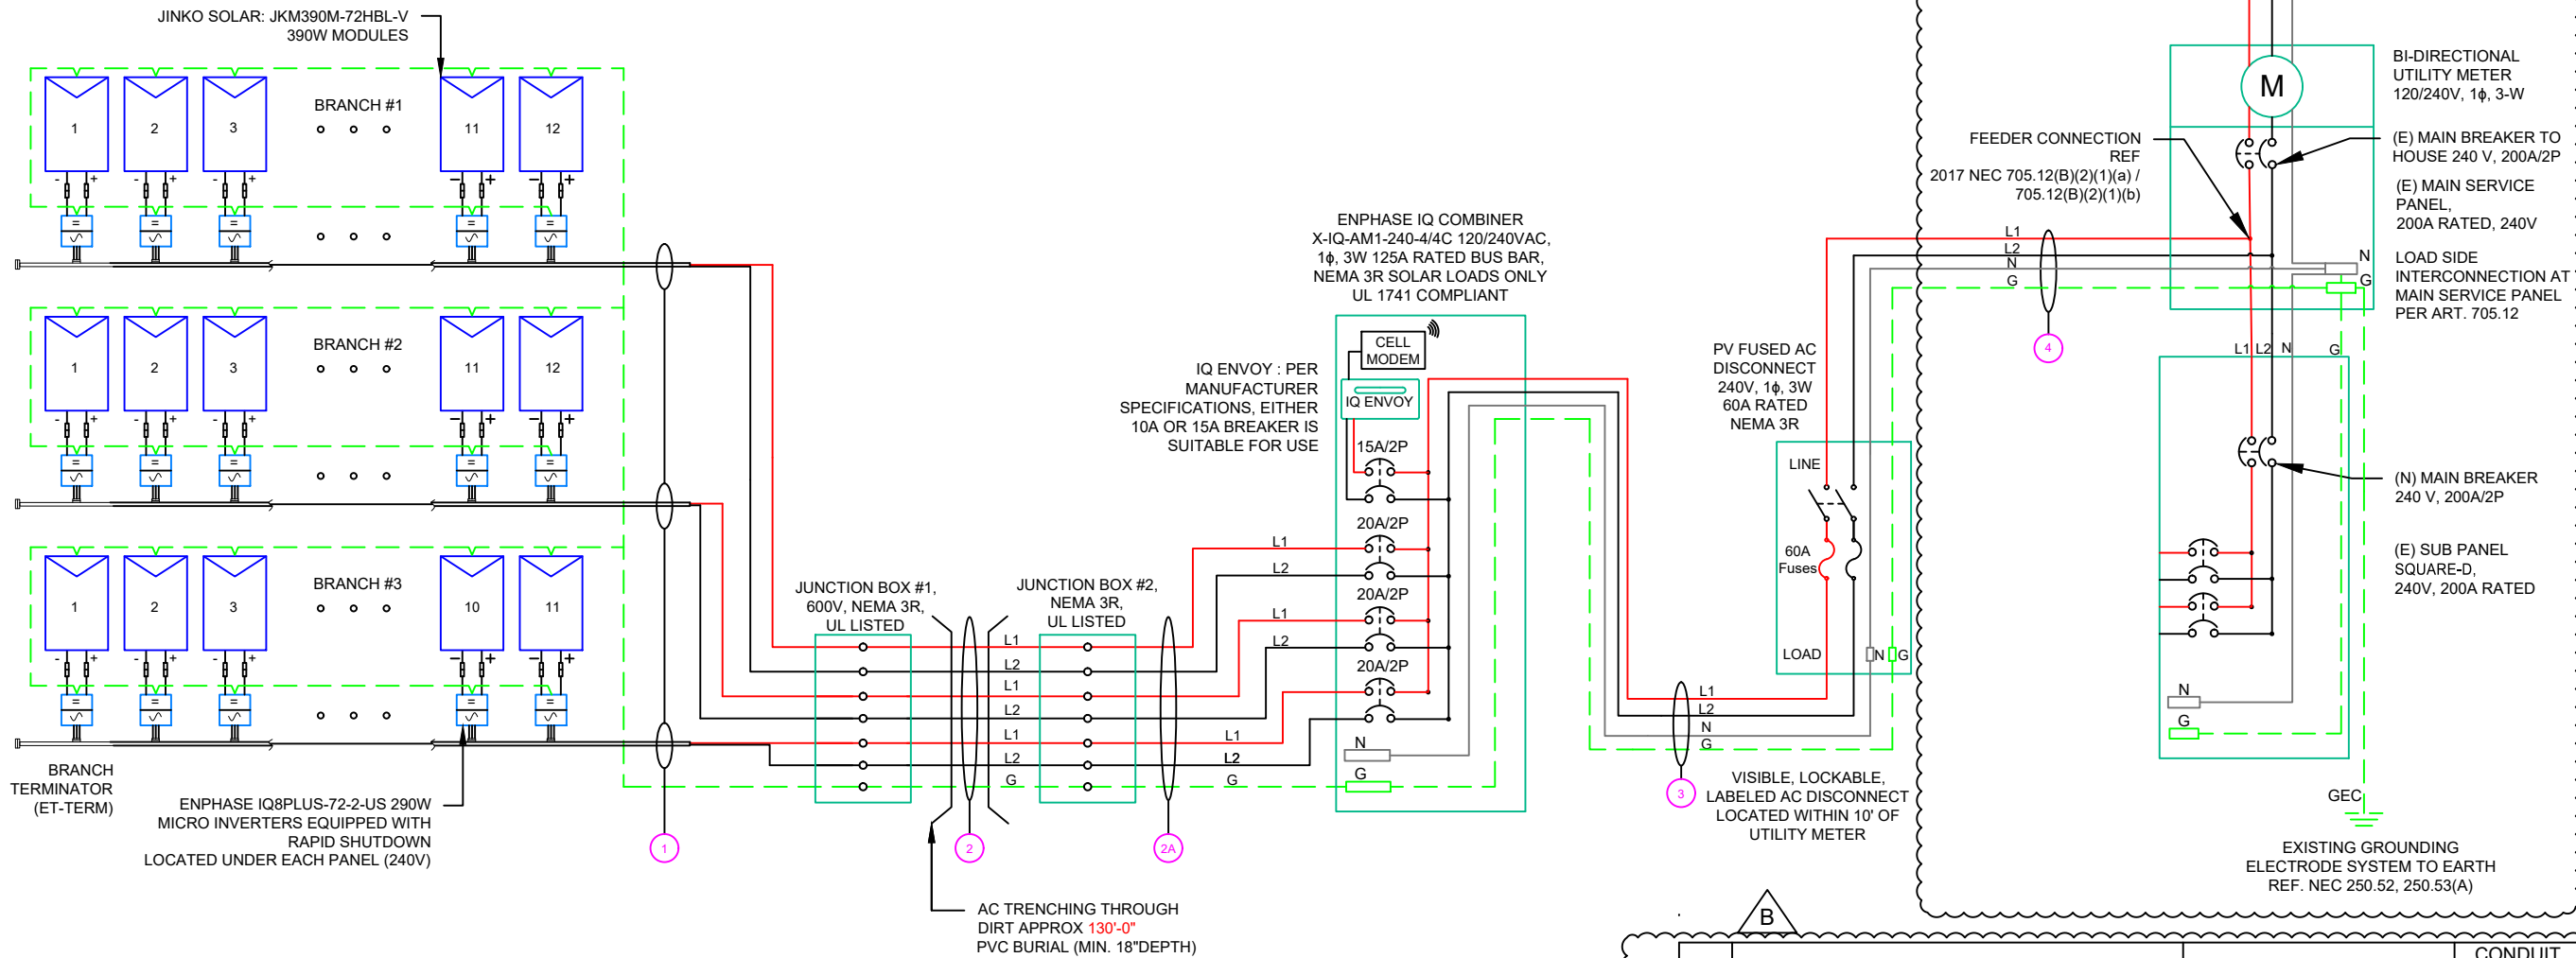 JINKO SOLAR: JKM390M-72HBL-V
390W MODULES
1
2
3
BRANCH #1
11
12
- +
- +
- +
- +
- +
1
2
3
BRANCH #2
11
12
- +
- +
- +
- +
- +
1
2
3
BRANCH #3
10
11
- +
- +
- +
- +
- +
BRANCH
TERMINATOR
(ET-TERM)
ENPHASE IQ8PLUS-72-2-US 290W
MICRO INVERTERS EQUIPPED WITH
RAPID SHUTDOWN
LOCATED UNDER EACH PANEL (240V)
1
JUNCTION BOX #1,
600V, NEMA 3R,
UL LISTED
L1
L2
L1
L2
L1
L2
G
2
AC TRENCHING THROUGH
DIRT APPROX 130'-0"
PVC BURIAL (MIN. 18"DEPTH)
JUNCTION BOX #2,
NEMA 3R,
UL LISTED
2A
L1
L2
L1
L2
L1
L2
G
ENPHASE IQ COMBINER
X-IQ-AM1-240-4/4C 120/240VAC,
1ϕ, 3W 125A RATED BUS BAR,
NEMA 3R SOLAR LOADS ONLY
UL 1741 COMPLIANT
IQ ENVOY : PER
MANUFACTURER
SPECIFICATIONS, EITHER
10A OR 15A BREAKER IS
SUITABLE FOR USE
CELL
MODEM
IQ ENVOY
15A/2P
20A/2P
20A/2P
20A/2P
N
G
L1
L2
N
G
3
PV FUSED AC
DISCONNECT
240V, 1ϕ, 3W
60A RATED
NEMA 3R
LINE
60A
Fuses
LOAD
N G
VISIBLE, LOCKABLE,
LABELED AC DISCONNECT
LOCATED WITHIN 10' OF
UTILITY METER
FEEDER CONNECTION
REF
2017 NEC 705.12(B)(2)(1)(a) /
705.12(B)(2)(1)(b)
L1
L2
N
G
4
M
BI-DIRECTIONAL
UTILITY METER
120/240V, 1ϕ, 3-W
(E) MAIN BREAKER TO
HOUSE 240 V, 200A/2P
(E) MAIN SERVICE
PANEL,
200A RATED, 240V
N
G
LOAD SIDE
INTERCONNECTION AT
MAIN SERVICE PANEL
PER ART. 705.12
L1 L2 N G
(N) MAIN BREAKER
240 V, 200A/2P
(E) SUB PANEL
SQUARE-D,
240V, 200A RATED
N
G
GEC
EXISTING GROUNDING
ELECTRODE SYSTEM TO EARTH
REF. NEC 250.52, 250.53(A)
B
CONDUIT